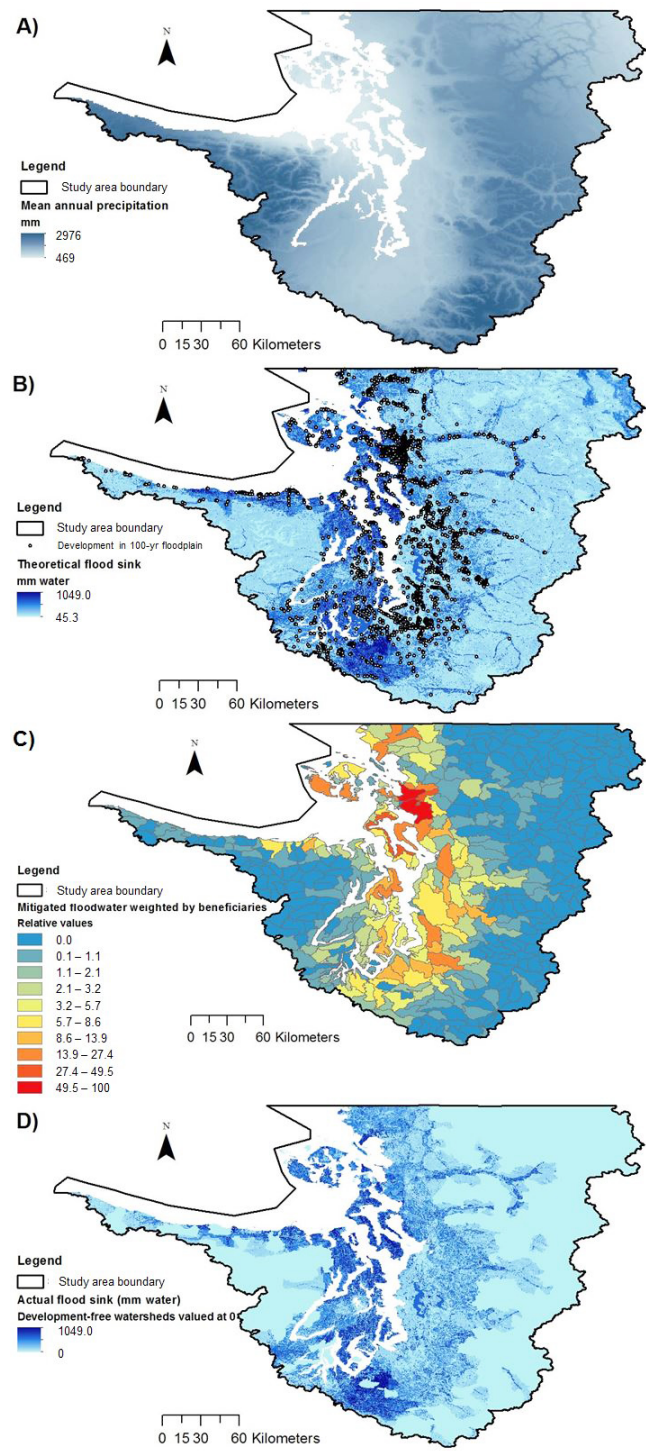 A)
N
Legend
Study area boundary
Mean annual precipitation
mm
2976
469
0 15 30 60 Kilometers
B)
N
Legend
Study area boundary
Development in 100-yr floodplain
Theoretical flood sink
mm water
1049.0
45.3
0 15 30 60 Kilometers
C)
N
Legend
Study area boundary
Mitigated floodwater weighted by beneficiaries
Relative values
0.0
0.1 – 1.1
1.1 – 2.1
2.1 – 3.2
3.2 – 5.7
5.7 – 8.6
8.6 – 13.9
13.9 – 27.4
27.4 – 49.5
49.5 – 100
0 15 30 60 Kilometers
D)
N
Legend
Study area boundary
Actual flood sink (mm water)
Development-free watersheds valued at 0
1049.0
0
0 15 30 60 Kilometers